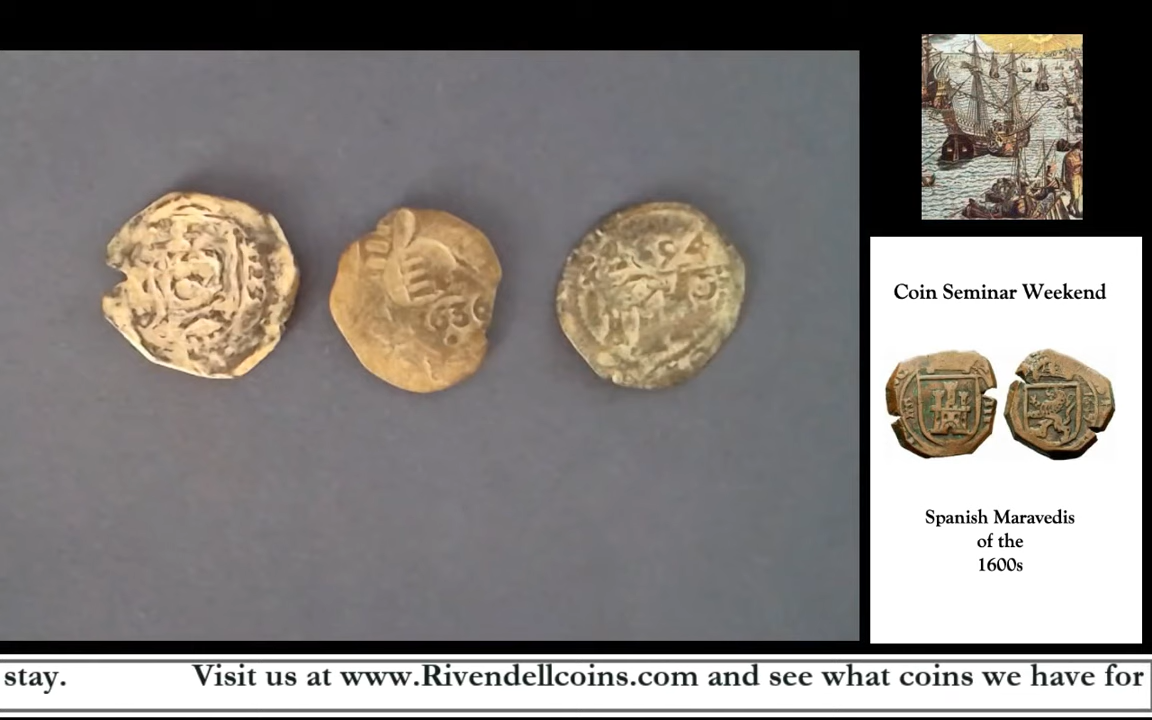 Coin Seminar Weekend
Spanish Maravedis
of the
1600s
stay. Visit us at www.Rivendellcoins.com and see what coins we have for